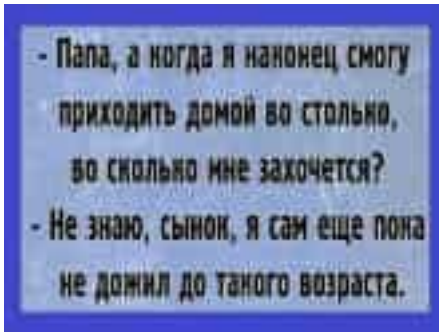 - Папа, а когда я наконец смогу
приходить домой во столько,
во сколько мне захочется?
- Не знаю, сынок, я сам еще пока
не дожил до такого возраста.